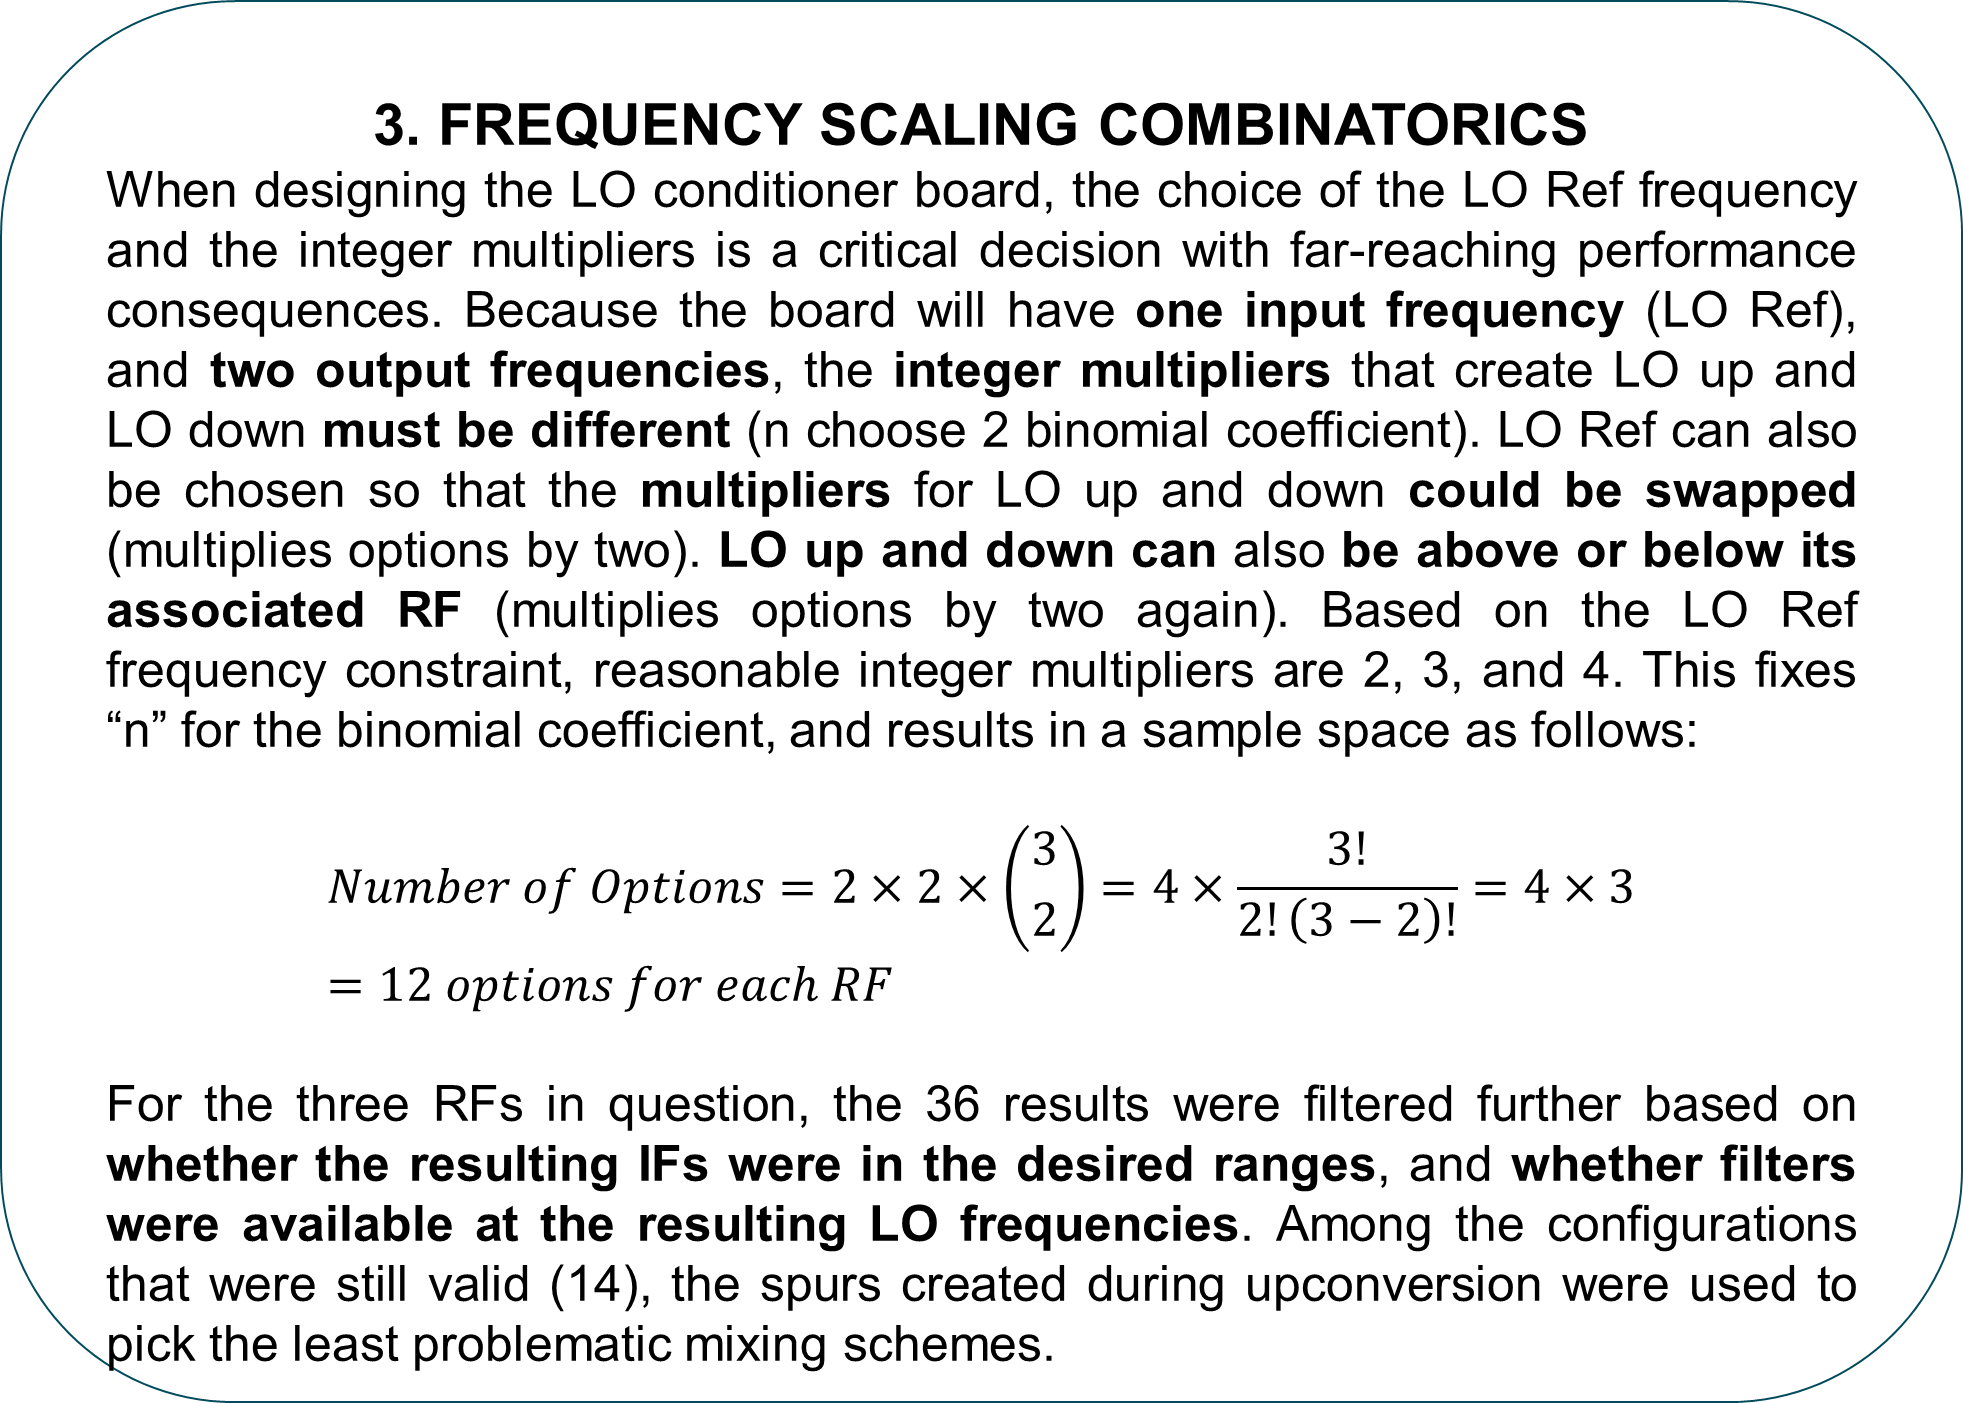 3. FREQUENCY SCALING COMBINATORICS
When designing the LO conditioner board, the choice of the LO Ref frequency
and the integer multipliers is a critical decision with far-reaching performance
consequences. Because the board will have one input frequency (LO Ref),
and two output frequencies, the integer multipliers that create LO up and
LO down must be different (n choose 2 binomial coefficient). LO Ref can also
be chosen so that the multipliers for LO up and down could be swapped
(multiplies options by two). LO up and down can also be above or below its
associated RF (multiplies options by two again). Based on the LO Ref
frequency constraint, reasonable integer multipliers are 2, 3, and 4. This fixes
“n” for the binomial coefficient, and results in a sample space as follows:
Number of Options = 2 × 2 × (3 2) = 4 × 3! / 2! (3 − 2)! = 4 × 3
= 12 options for each RF
For the three RFs in question, the 36 results were filtered further based on
whether the resulting IFs were in the desired ranges, and whether filters
were available at the resulting LO frequencies. Among the configurations
that were still valid (14), the spurs created during upconversion were used to
pick the least problematic mixing schemes.